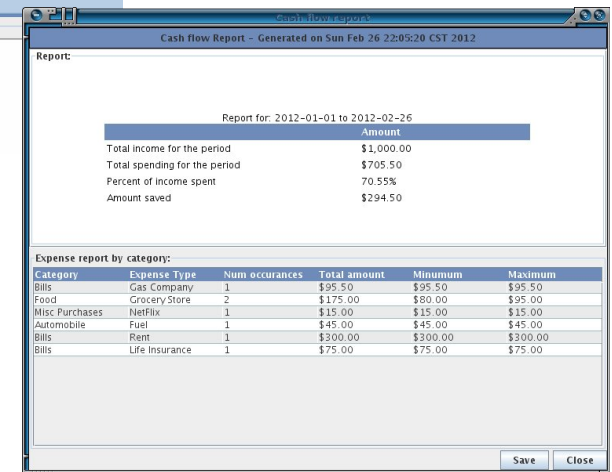 Cash flow report
Cash flow Report - Generated on Sun Feb 26 22:05:20 CST 2012
Report:
Report for: 2012-01-01 to 2012-02-26
Amount
Total income for the period $1,000.00
Total spending for the period $705.50
Percent of income spent 70.55%
Amount saved $294.50
Expense report by category:
Category Expense Type Num occurances Total amount Minumum Maximum
Bills Gas Company 1 $95.50 $95.50 $95.50
Food Grocery Store 2 $175.00 $80.00 $95.00
Misc Purchases NetFlix 1 $15.00 $15.00 $15.00
Automobile Fuel 1 $45.00 $45.00 $45.00
Bills Rent 1 $300.00 $300.00 $300.00
Bills Life Insurance 1 $75.00 $75.00 $75.00
Save Close